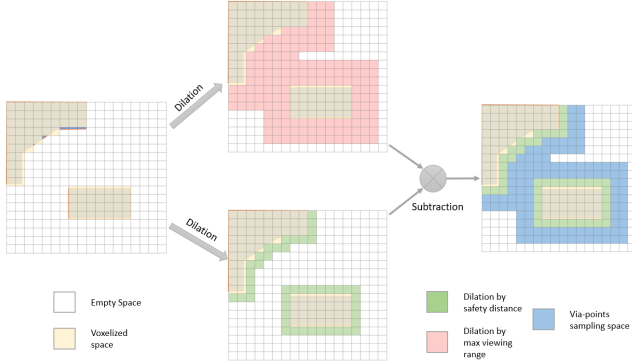 Dilation
Dilation
Subtraction
Empty Space
Voxelized
space
Dilation by
safety distance
Dilation by
max viewing
range
Via-points
sampling space